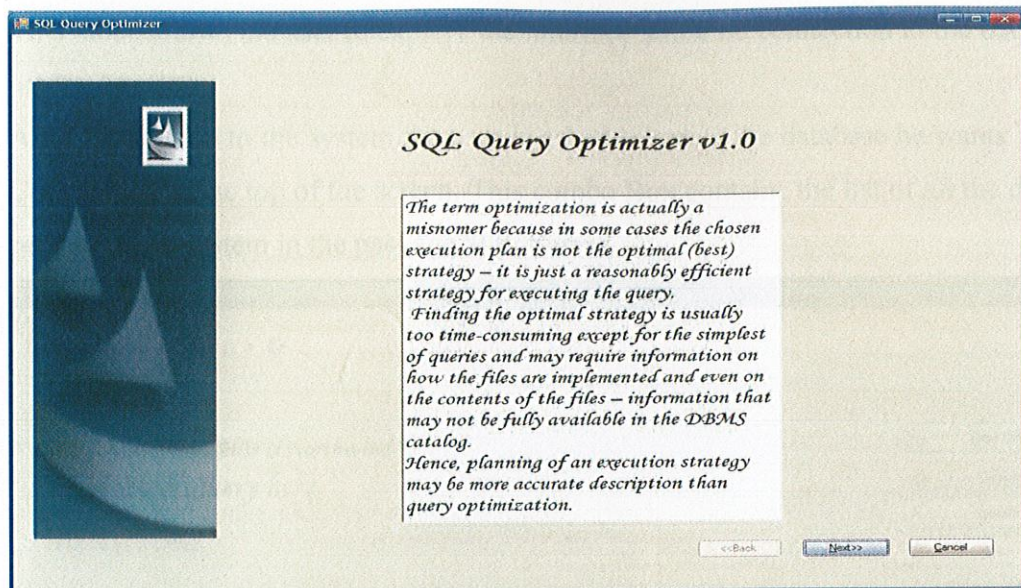 SQL Query Optimizer
SQL Query Optimizer v1.0
The term optimization is actually a
misnomer because in some cases the chosen
execution plan is not the optimal (best)
strategy – it is just a reasonably efficient
strategy for executing the query.
Finding the optimal strategy is usually
too time-consuming except for the simplest
of queries and may require information on
how the files are implemented and even on
the contents of the files – information that
may not be fully available in the DBMS
catalog.
Hence, planning of an execution strategy
may be more accurate description than
query optimization.
<<Back Next>> Cancel